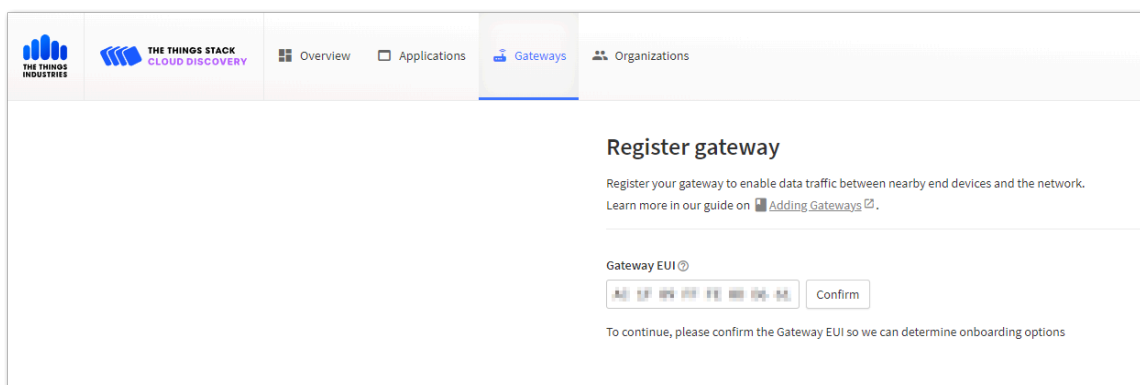 THE THINGS
INDUSTRIES
THE THINGS STACK
CLOUD DISCOVERY
Overview
Applications
Gateways
Organizations
Register gateway
Register your gateway to enable data traffic between nearby end devices and the network.
Learn more in our guide on Adding Gateways.
Gateway EUI
Confirm
To continue, please confirm the Gateway EUI so we can determine onboarding options